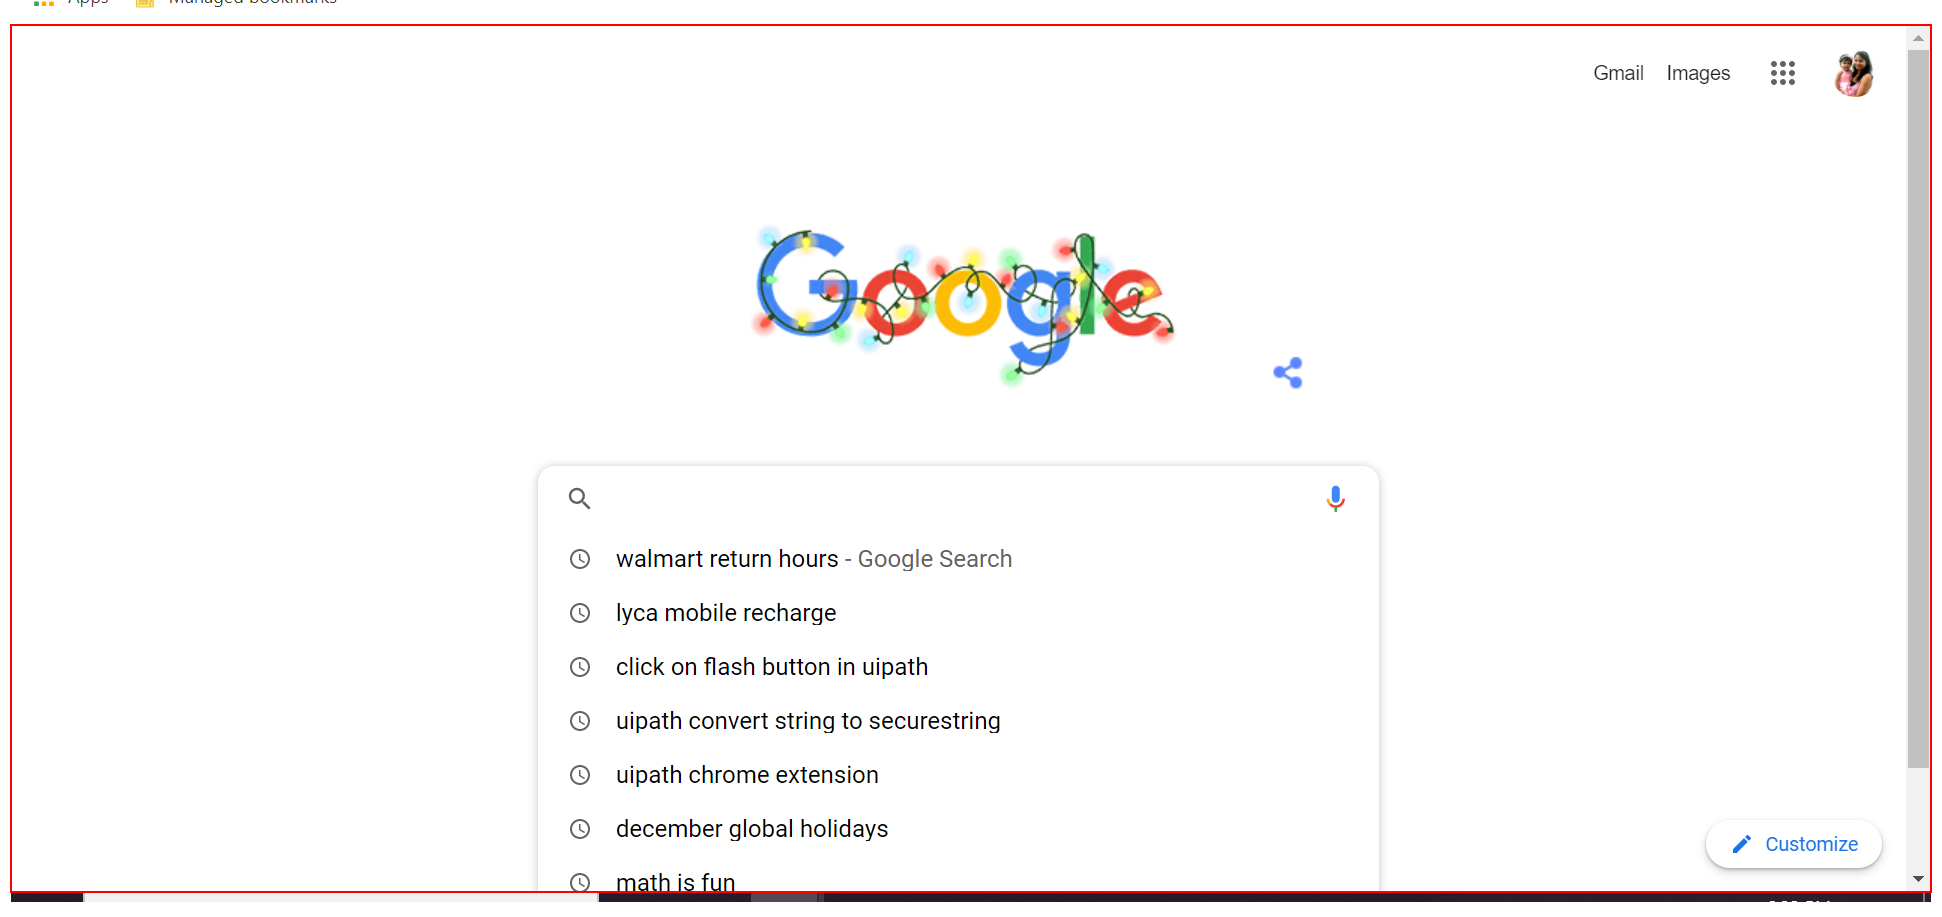 Apps Managed bookmarks
Gmail Images
Google
walmart return hours - Google Search
lyca mobile recharge
click on flash button in uipath
uipath convert string to securestring
uipath chrome extension
december global holidays
math is fun
Customize